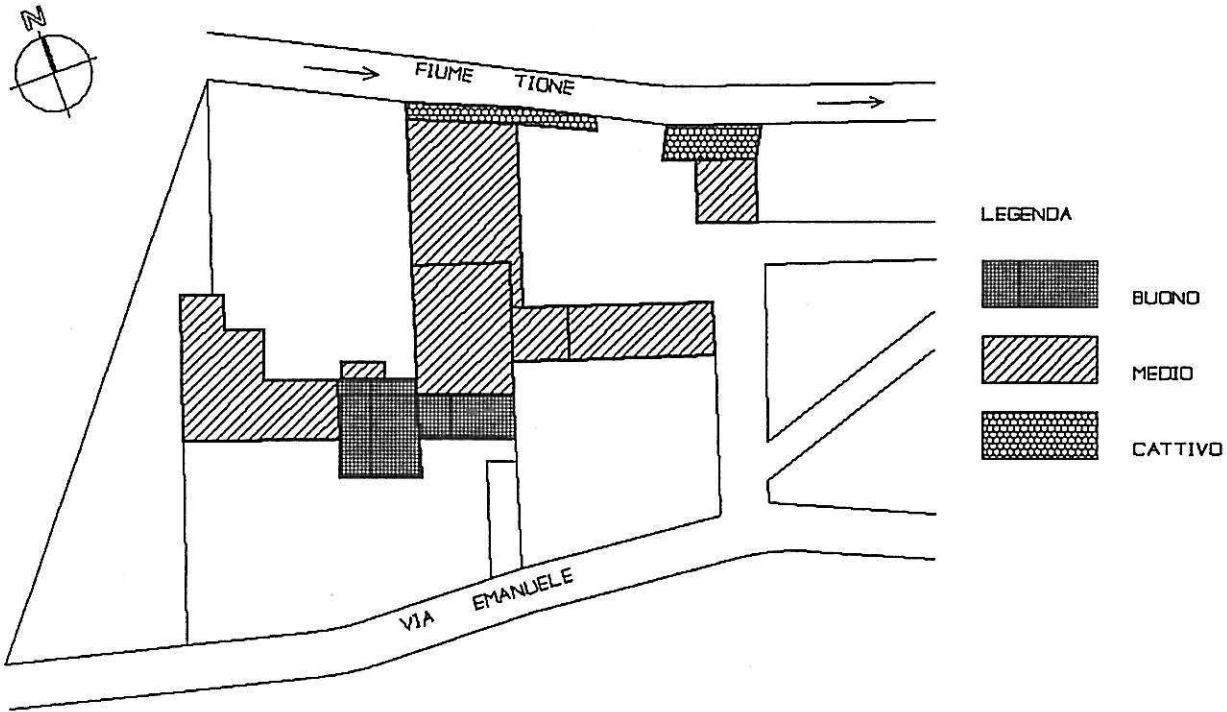 N
FIUME TIONE
LEGENDA
BUONO
MEDIO
CATTIVO
VIA EMANUELE